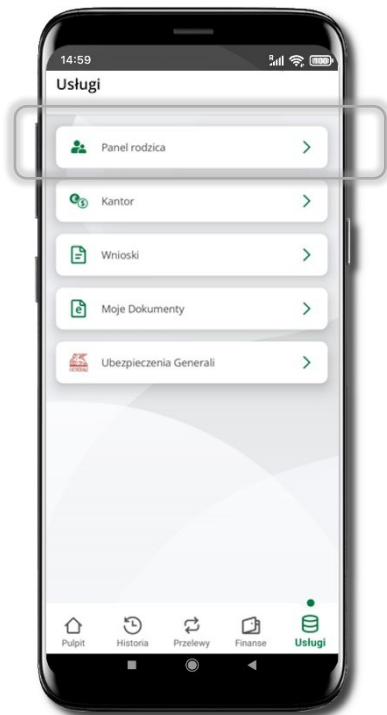 14:59
Usługi
Panel rodzica
Kantor
Wnioski
Moje Dokumenty
Ubezpieczenia Generali
Pulpit
Historia
Przelewy
Finanse
Usługi